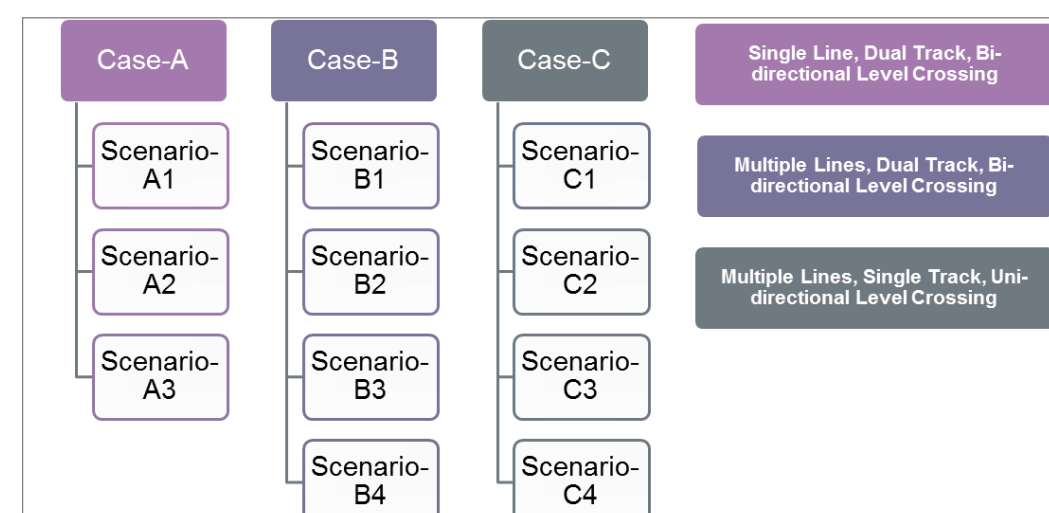 Case-A
Scenario-
A1
Scenario-
A2
Scenario-
A3
Case-B
Scenario-
B1
Scenario-
B2
Scenario-
B3
Scenario-
B4
Case-C
Scenario-
C1
Scenario-
C2
Scenario-
C3
Scenario-
C4
Single Line, Dual Track, Bi-
directional Level Crossing
Multiple Lines, Dual Track, Bi-
directional Level Crossing
Multiple Lines, Single Track, Uni-
directional Level Crossing